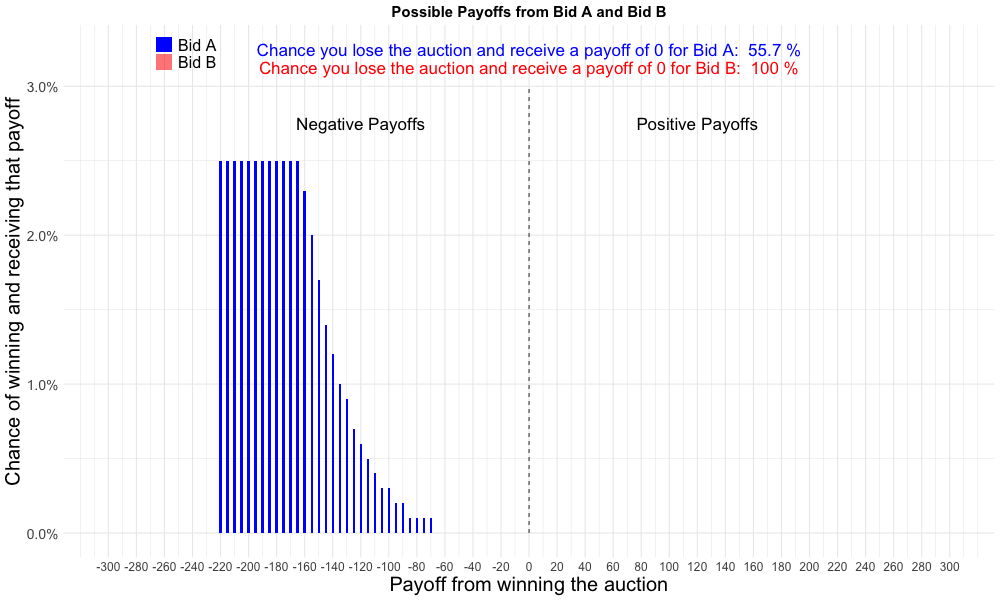 Possible Payoffs from Bid A and Bid B
Bid A
Bid B
Chance you lose the auction and receive a payoff of 0 for Bid A:  55.7 %
Chance you lose the auction and receive a payoff of 0 for Bid B:  100 %
Negative Payoffs
Positive Payoffs
Chance of winning and receiving that payoff
3.0%
2.0%
1.0%
0.0%
-300 -280 -260 -240 -220 -200 -180 -160 -140 -120 -100 -80 -60 -40 -20 0 20 40 60 80 100 120 140 160 180 200 220 240 260 280 300
Payoff from winning the auction